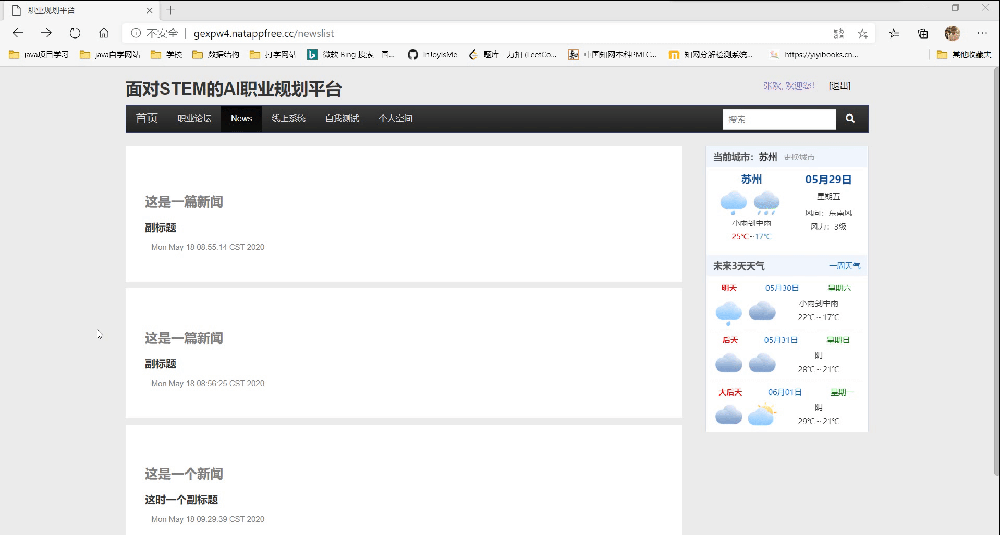 职业规划平台
不安全 | gexpw4.natappfree.cc/newslist
java项目学习 java自学网站 学校 数据结构 打字网站 微软 Bing 搜索 - 国... InJoyIsMe 题库 - 力扣 (LeetCo... 中国知网本科PMLC... 知网分解检测系统... https://yiyibooks.cn... 其他收藏夹
面对STEM的AI职业规划平台
张欢, 欢迎您! [退出]
首页 职业论坛 News 线上系统 自我测试 个人空间 搜索
这是一篇新闻
副标题
Mon May 18 08:55:14 CST 2020
这是一篇新闻
副标题
Mon May 18 08:56:25 CST 2020
这是一个新闻
这时一个副标题
Mon May 18 09:29:39 CST 2020
当前城市：苏州 更换城市
苏州 05月29日
星期五
风向：东南风
小雨到中雨
风力：3级
25℃~17℃
未来3天天气 一周天气
明天 05月30日 星期六
小雨到中雨
22℃ ~ 17℃
后天 05月31日 星期日
阴
28℃ ~ 21℃
大后天 06月01日 星期一
阴
29℃ ~ 21℃